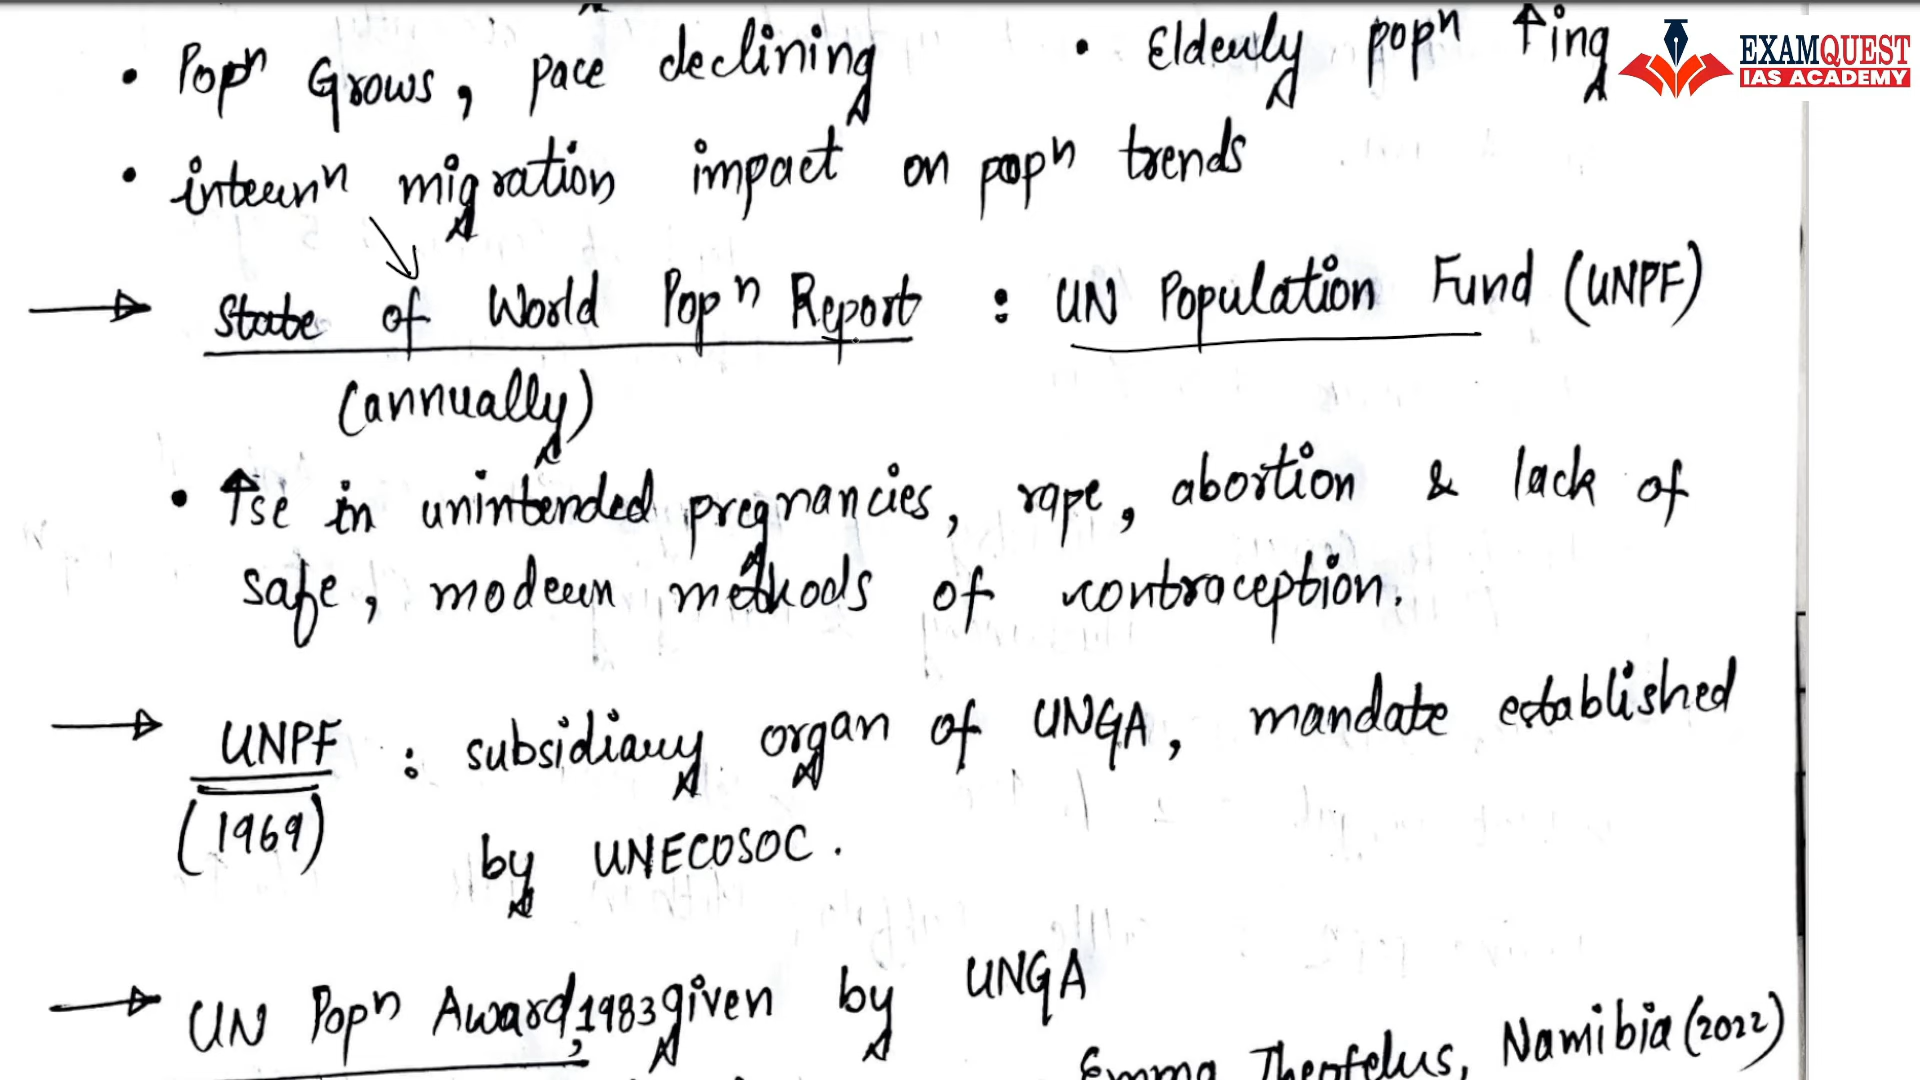 • Popn Grows, pace declining • Elderly popn ↑ing
EXAMQUEST
IAS ACADEMY
• intern migration impact on popn trends
→ State of World Popn Report : UN Population Fund (UNPF)
(annually)
• ↑se in unintended pregnancies, rape, abortion & lack of
safe, modern methods of contraception.
→ UNPF : subsidiary organ of UNGA, mandate established
(1969) by UNECOSOC.
→ UN Popn Award, 1983 given by UNGA
Emma Theofelus, Namibia (2022)